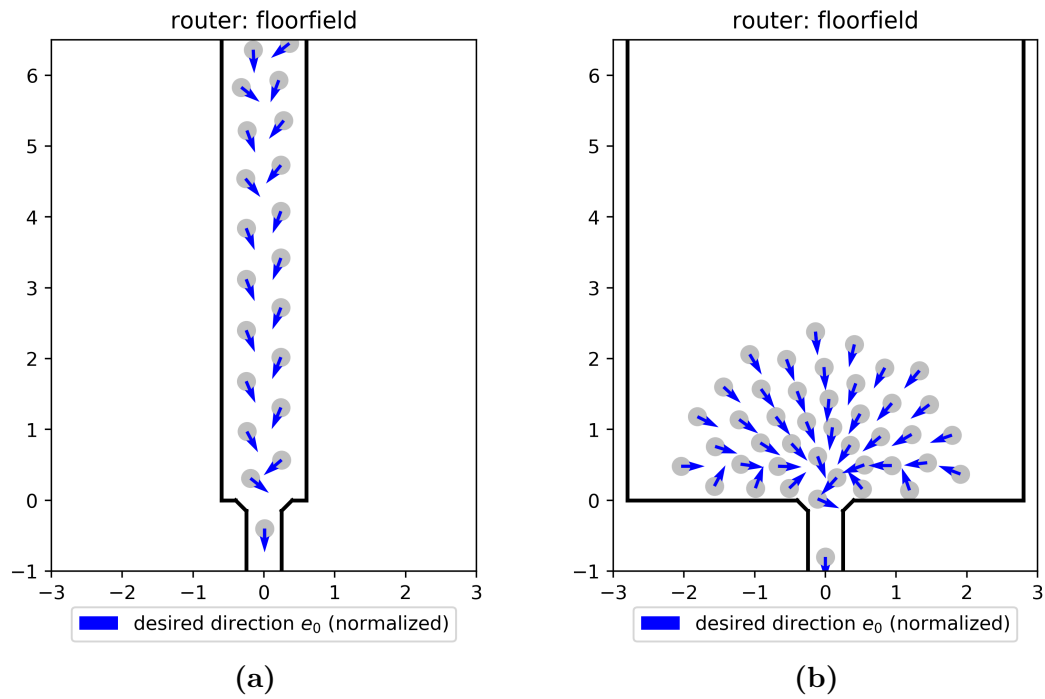 router: floorfield
6
5
4
3
2
1
0
−1
−3 −2 −1 0 1 2 3
desired direction e₀ (normalized)
(a)
router: floorfield
6
5
4
3
2
1
0
−1
−3 −2 −1 0 1 2 3
desired direction e₀ (normalized)
(b)